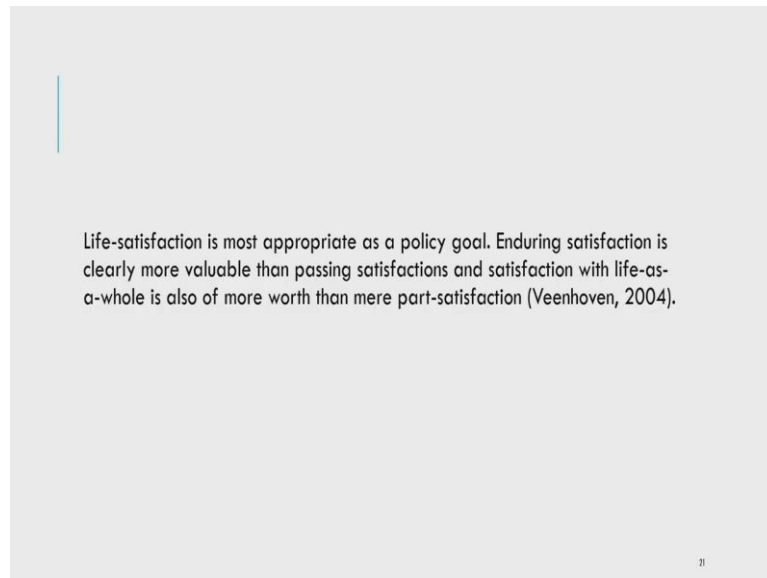 Life-satisfaction is most appropriate as a policy goal. Enduring satisfaction is
clearly more valuable than passing satisfactions and satisfaction with life-as-
a-whole is also of more worth than mere part-satisfaction (Veenhoven, 2004).
21